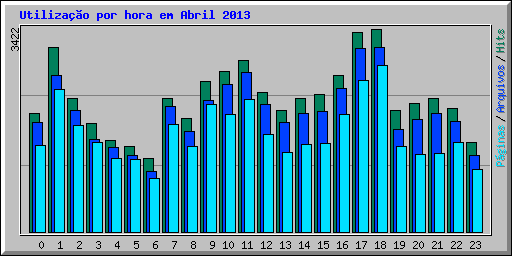 Utilização por hora em Abril 2013
3422
Páginas / Arquivos / Hits
0 1 2 3 4 5 6 7 8 9 10 11 12 13 14 15 16 17 18 19 20 21 22 23